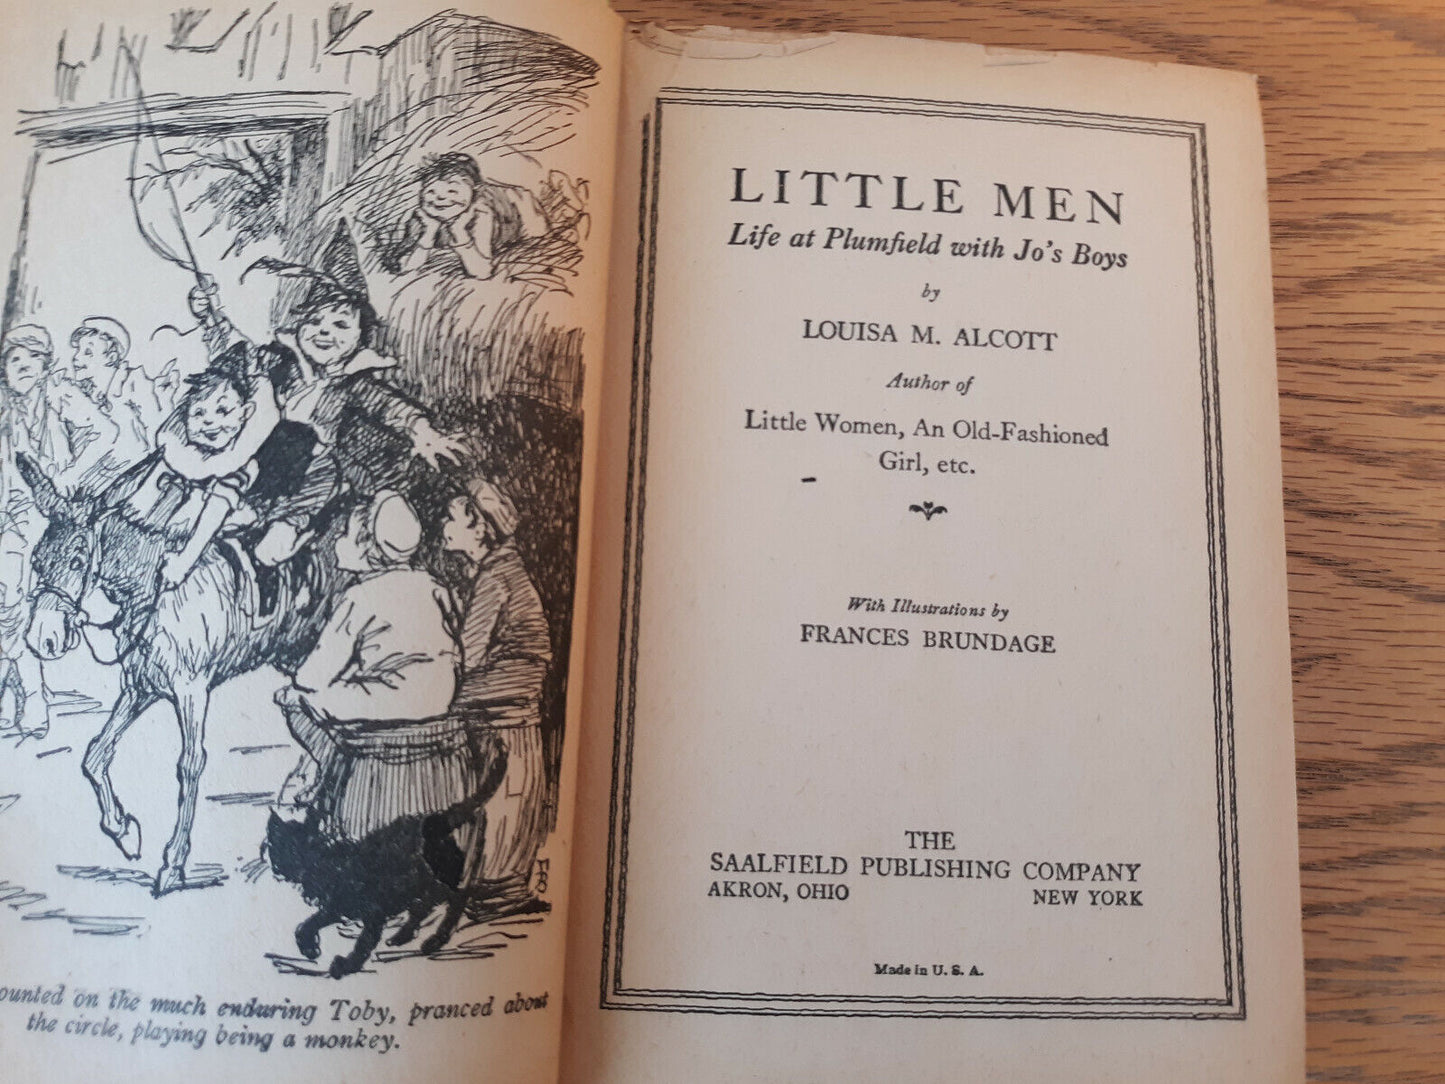 ounted on the much enduring Toby, pranced about
the circle, playing being a monkey.
LITTLE MEN
Life at Plumfield with Jo's Boys
by
LOUISA M. ALCOTT
Author of
Little Women, An Old-Fashioned
Girl, etc.
With Illustrations by
FRANCES BRUNDAGE
THE
SAALFIELD PUBLISHING COMPANY
AKRON, OHIO NEW YORK
Made in U. S. A.